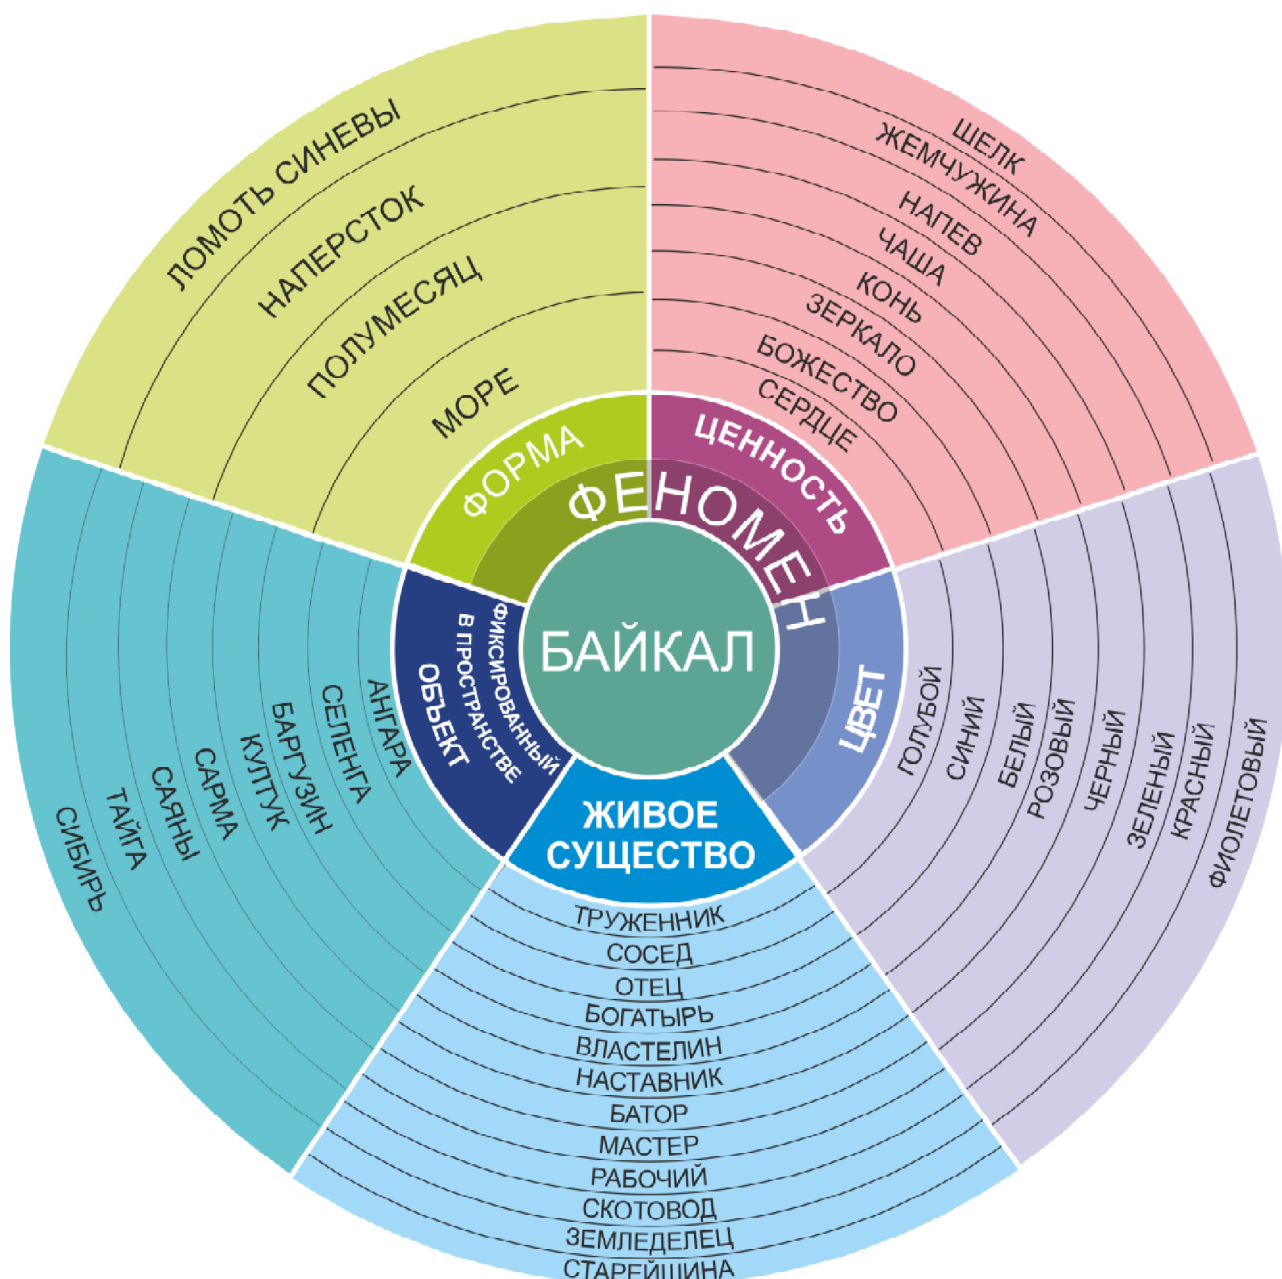 БАЙКАЛ
ФЕНОМЕН
ФОРМА
МОРЕ
ПОЛУМЕСЯЦ
НАПЕРСТОК
ЛОМОТЬ СИНЕВЫ
ЦЕННОСТЬ
СЕРДЦЕ
БОЖЕСТВО
ЗЕРКАЛО
КОНЬ
ЧАША
НАПЕВ
ЖЕМЧУЖИНА
ШЕЛК
ЦВЕТ
ГОЛУБОЙ
СИНИЙ
БЕЛЫЙ
РОЗОВЫЙ
ЧЕРНЫЙ
ЗЕЛЕНЫЙ
КРАСНЫЙ
ФИОЛЕТОВЫЙ
ЖИВОЕ
СУЩЕСТВО
ТРУЖЕННИК
СОСЕД
ОТЕЦ
БОГАТЫРЬ
ВЛАСТЕЛИН
НАСТАВНИК
БАТОР
МАСТЕР
РАБОЧИЙ
СКОТОВОД
ЗЕМЛЕДЕЛЕЦ
СТАРЕЙШИНА
ФИКСИРОВАННЫЙ
В ПРОСТРАНСТВЕ
ОБЪЕКТ
АНГАРА
СЕЛЕНГА
БАРГУЗИН
КУЛТУК
САРМА
САЯНЫ
ТАЙГА
СИБИРЬ